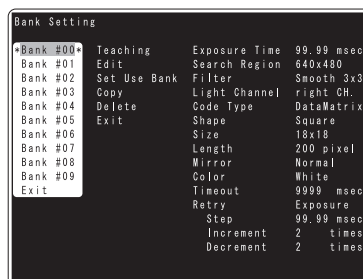 Bank Setting
*Bank #00* Teaching Exposure Time 99.99 msec
Bank #01 Edit Search Region 640x480
Bank #02 Set Use Bank Filter Smooth 3x3
Bank #03 Copy Light Channel right CH.
Bank #04 Delete Code Type DataMatrix
Bank #05 Exit Shape Square
Bank #06 Size 18x18
Bank #07 Length 200 pixel
Bank #08 Mirror Normal
Bank #09 Color White
Exit Timeout 9999 msec
Retry Exposure
Step 99.99 msec
Increment 2 times
Decrement 2 times